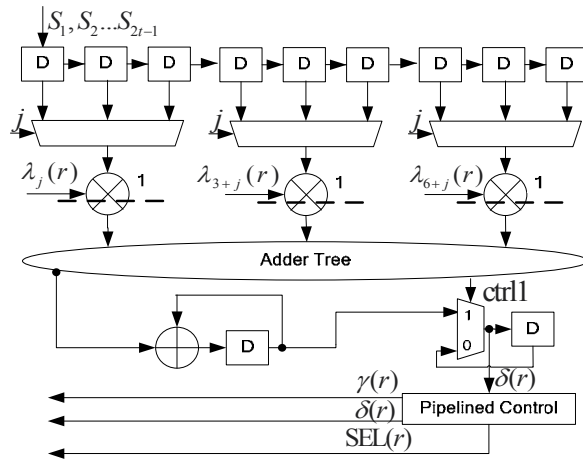 S₁, S₂...S₂ₜ₋₁
D D D D D D D D D
j j j
λⱼ(r) 1 λ₃₊ⱼ(r) 1 λ₆₊ⱼ(r) 1
Adder Tree
ctrl1
1
D D
0
γ(r) δ(r)
δ(r) Pipelined Control
SEL(r)